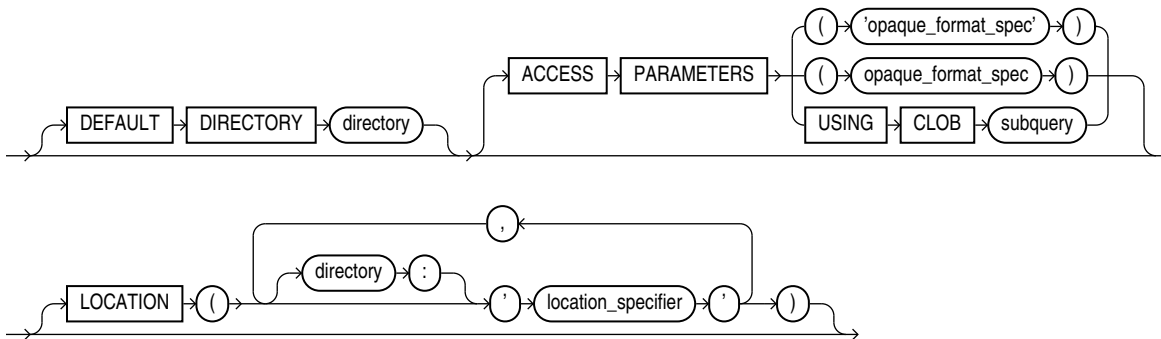 ( 'opaque_format_spec' )
ACCESS PARAMETERS ( opaque_format_spec )
DEFAULT DIRECTORY directory USING CLOB subquery
,
directory :
LOCATION ( ' location_specifier ' )